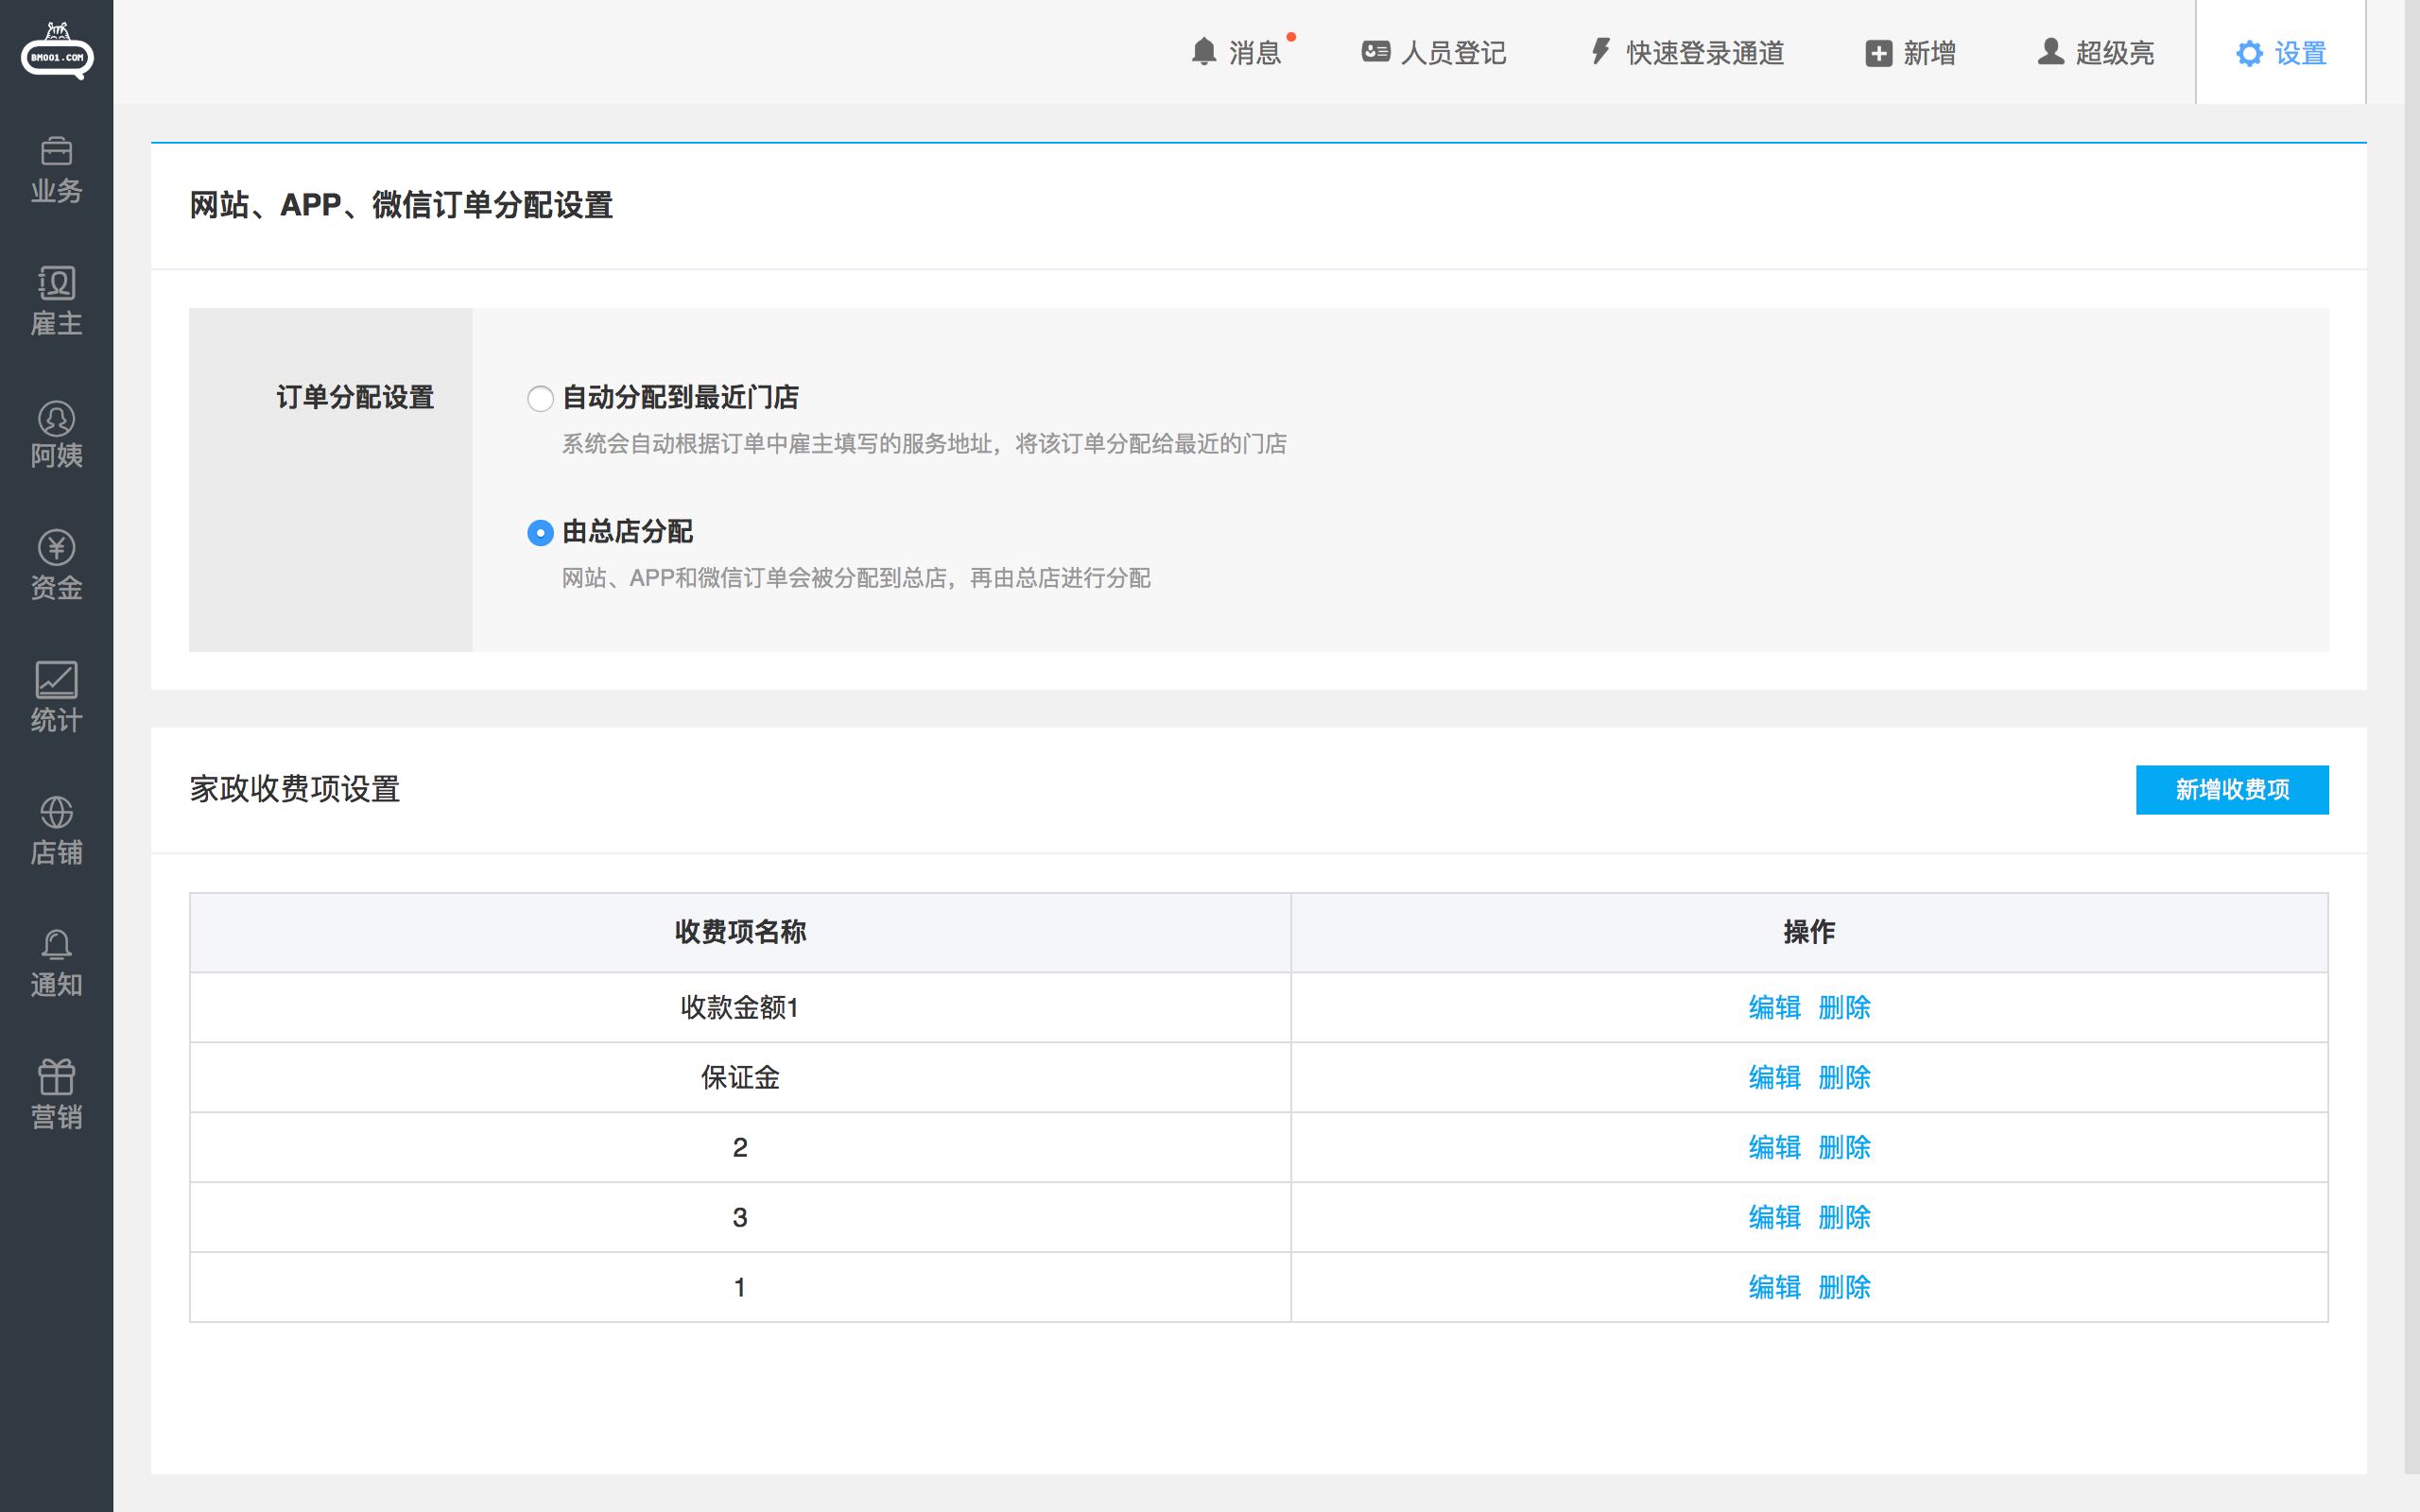 BM001.COM
消息
人员登记
快速登录通道
新增
超级亮
设置
业务
雇主
阿姨
资金
统计
店铺
通知
营销
网站、APP、微信订单分配设置
订单分配设置
自动分配到最近门店
系统会自动根据订单中雇主填写的服务地址，将该订单分配给最近的门店
由总店分配
网站、APP和微信订单会被分配到总店，再由总店进行分配
家政收费项设置
新增收费项
收费项名称 操作
收款金额1 编辑 删除
保证金 编辑 删除
2 编辑 删除
3 编辑 删除
1 编辑 删除